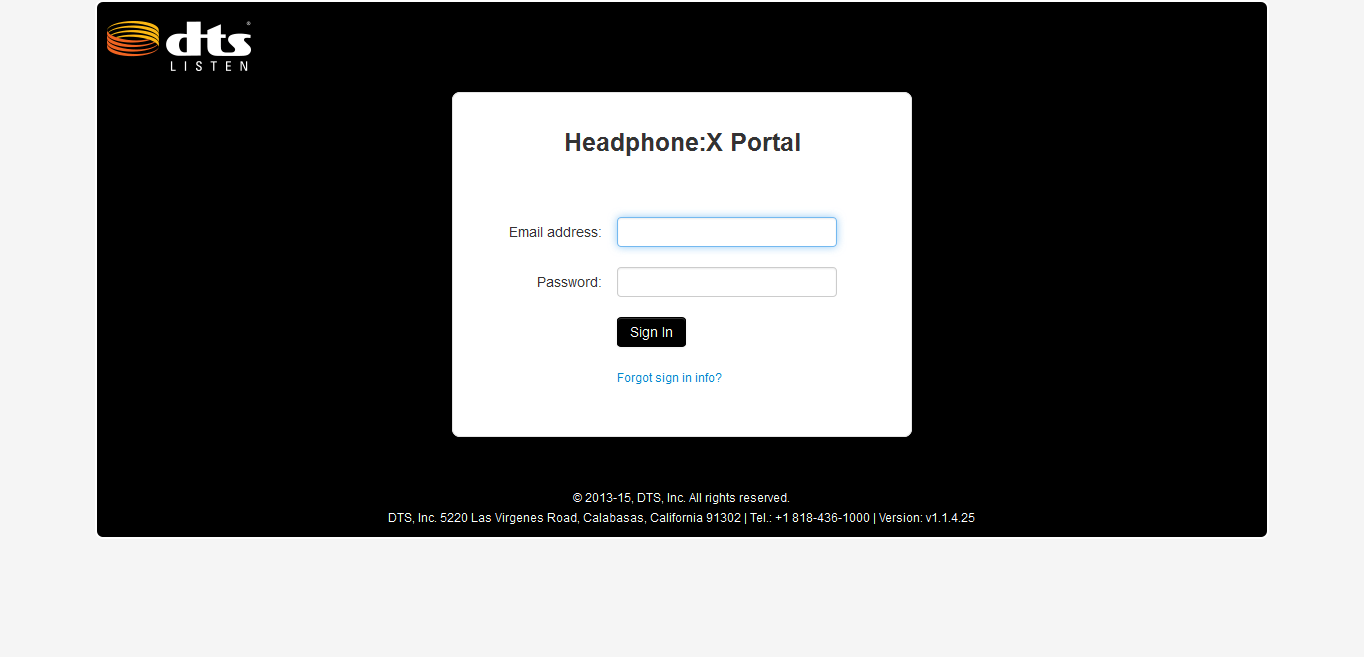 dts®
LISTEN
Headphone:X Portal
Email address:
Password:
Sign In
Forgot sign in info?
© 2013-15, DTS, Inc. All rights reserved.
DTS, Inc. 5220 Las Virgenes Road, Calabasas, California 91302 | Tel.: +1 818-436-1000 | Version: v1.1.4.25